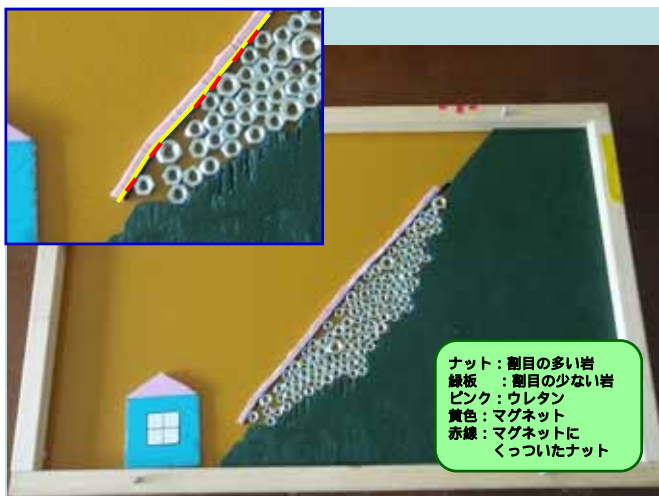 ナット：割目の多い岩
緑板　：割目の少ない岩
ピンク：ウレタン
黄色：マグネット
赤線：マグネットに
くっついたナット